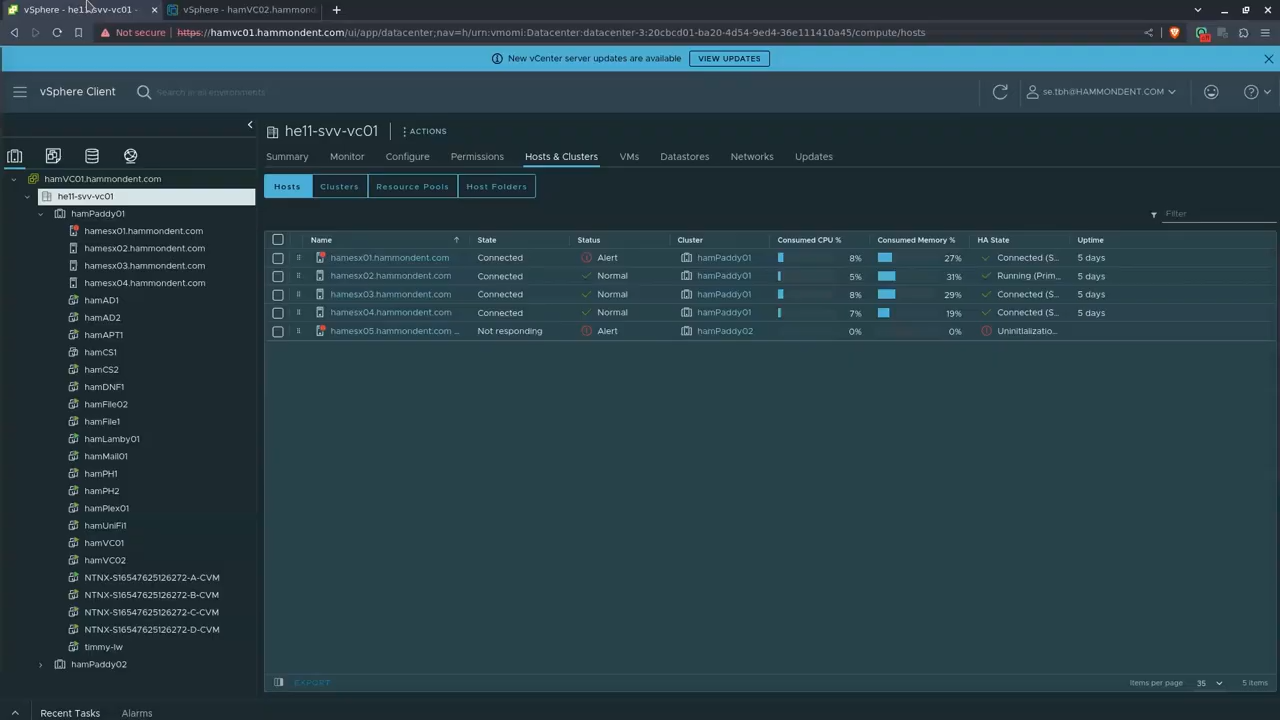 vSphere - he11-svv-vc01 -
vSphere - hamVC02.hammond
Not secure https://hamvc01.hammondent.com/ui/app/datacenter;nav=h/urn:vmomi:Datacenter:datacenter-3:20cbcd01-ba20-4d54-9ed4-36e111410a45/compute/hosts
New vCenter server updates are available VIEW UPDATES
vSphere Client Search in all environments se.tbh@HAMMONDENT.COM
he11-svv-vc01 ACTIONS
Summary Monitor Configure Permissions Hosts & Clusters VMs Datastores Networks Updates
Hosts Clusters Resource Pools Host Folders
Filter
hamVC01.hammondent.com
he11-svv-vc01
hamPaddy01
hamesx01.hammondent.com
hamesx02.hammondent.com
hamesx03.hammondent.com
hamesx04.hammondent.com
hamAD1
hamAD2
hamAPT1
hamCS1
hamCS2
hamDNF1
hamFile02
hamFile1
hamLamby01
hamMail01
hamPH1
hamPH2
hamPlex01
hamUniFi1
hamVC01
hamVC02
NTNX-S16547625126272-A-CVM
NTNX-S16547625126272-B-CVM
NTNX-S16547625126272-C-CVM
NTNX-S16547625126272-D-CVM
timmy-lw
hamPaddy02
Name State Status Cluster Consumed CPU % Consumed Memory % HA State Uptime
hamesx01.hammondent.com Connected Alert hamPaddy01 8% 27% Connected (S... 5 days
hamesx02.hammondent.com Connected Normal hamPaddy01 5% 31% Running (Prim... 5 days
hamesx03.hammondent.com Connected Normal hamPaddy01 8% 29% Connected (S... 5 days
hamesx04.hammondent.com Connected Normal hamPaddy01 7% 19% Connected (S... 5 days
hamesx05.hammondent.com ... Not responding Alert hamPaddy02 0% 0% Uninitializatio...
EXPORT Items per page 35 5 items
Recent Tasks Alarms